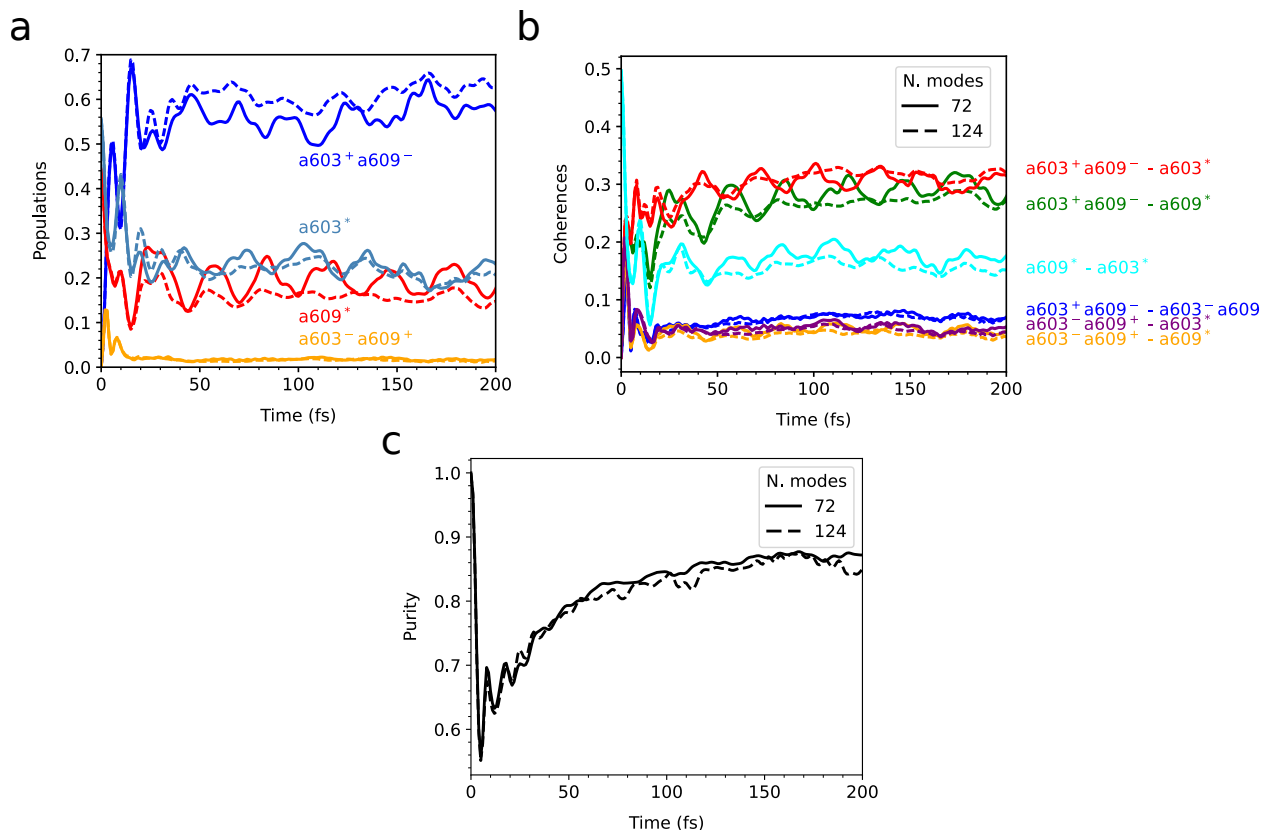 a
0.7
0.6
0.5
0.4
0.3
0.2
0.1
0.0
Populations
a603⁺a609⁻
a603*
a609*
a603⁻a609⁺
0 50 100 150 200
Time (fs)
b
0.5
0.4
0.3
0.2
0.1
0.0
Coherences
N. modes
72
124
a603⁺a609⁻ - a603*
a603⁺a609⁻ - a609*
a609* - a603*
a603⁺a609⁻ - a603⁻a609
a603⁻a609⁺ - a603*
a603⁻a609⁺ - a609*
0 50 100 150 200
Time (fs)
c
1.0
0.9
0.8
0.7
0.6
Purity
N. modes
72
124
0 50 100 150 200
Time (fs)